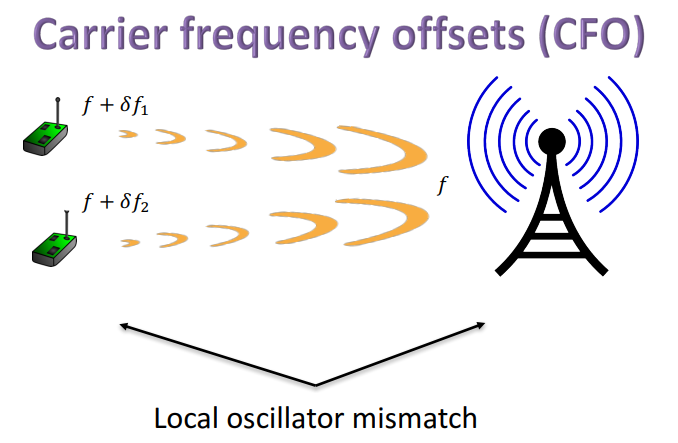 Carrier frequency offsets (CFO)
f + δf₁
f
f + δf₂
Local oscillator mismatch